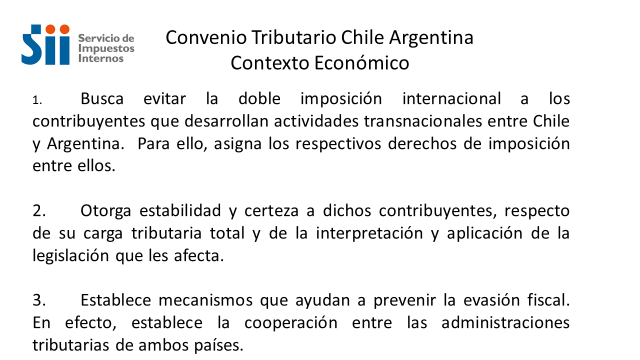 sii Servicio de
Impuestos
Internos
Convenio Tributario Chile Argentina
Contexto Económico
1. Busca evitar la doble imposición internacional a los
contribuyentes que desarrollan actividades transnacionales entre Chile
y Argentina. Para ello, asigna los respectivos derechos de imposición
entre ellos.
2. Otorga estabilidad y certeza a dichos contribuyentes, respecto
de su carga tributaria total y de la interpretación y aplicación de la
legislación que les afecta.
3. Establece mecanismos que ayudan a prevenir la evasión fiscal.
En efecto, establece la cooperación entre las administraciones
tributarias de ambos países.